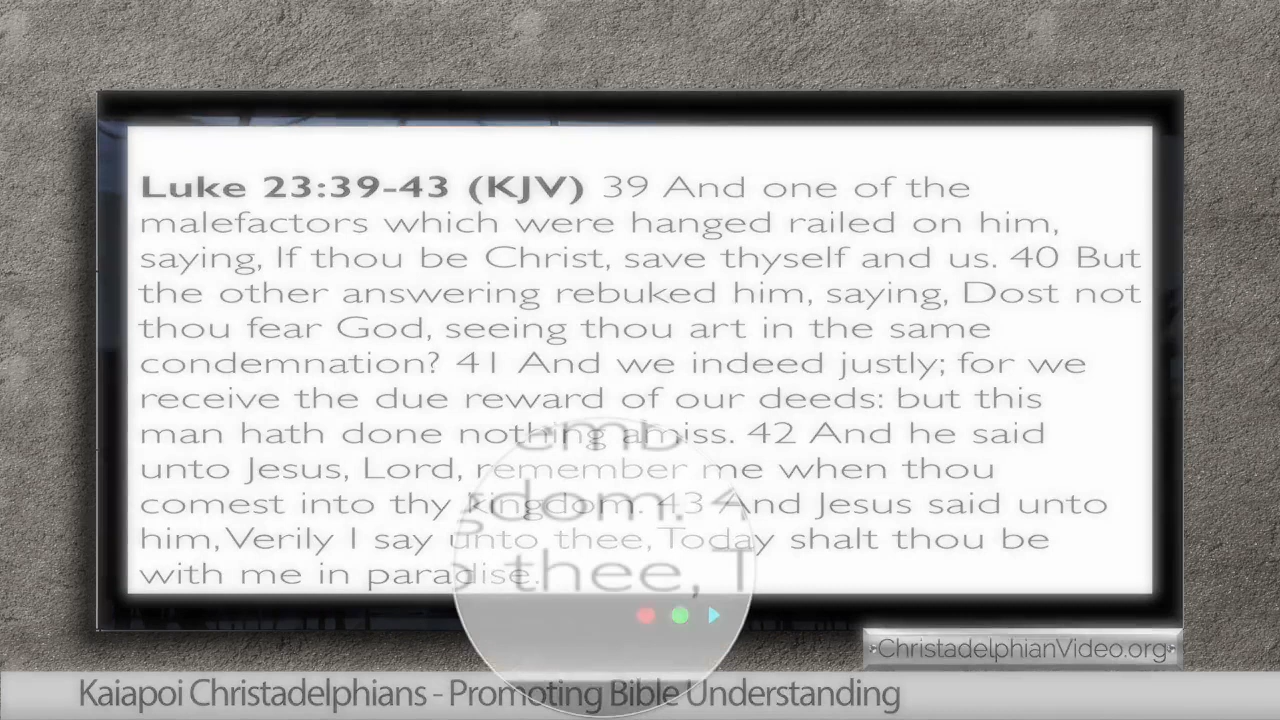 Luke 23:39-43 (KJV) 39 And one of the
malefactors which were hanged railed on him,
saying, If thou be Christ, save thyself and us. 40 But
the other answering rebuked him, saying, Dost not
thou fear God, seeing thou art in the same
condemnation? 41 And we indeed justly; for we
receive the due reward of our deeds: but this
man hath done nothing amiss. 42 And he said
unto Jesus, Lord, remember me when thou
comest into thy kingdom. 43 And Jesus said unto
him, Verily I say unto thee, Today shalt thou be
with me in paradise.
emb
gdom. 4
thee, T
ChristadelphianVideo.org
Kaiapoi Christadelphians - Promoting Bible Understanding